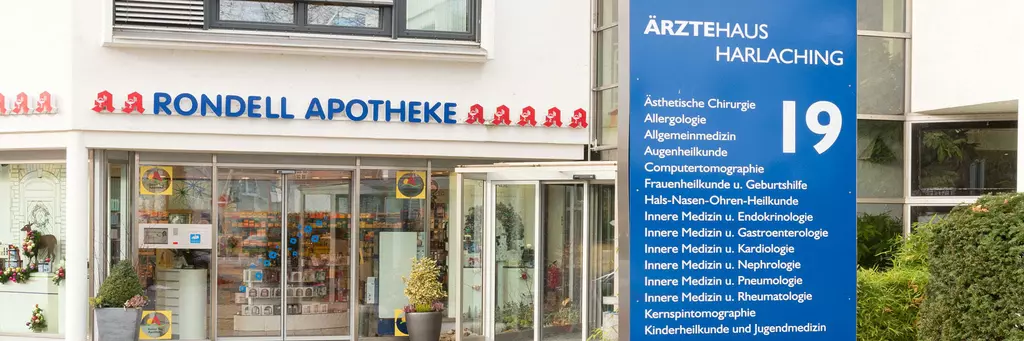 RONDELL APOTHEKE
ÄRZTEHAUS
HARLACHING
19
Ästhetische Chirurgie
Allergologie
Allgemeinmedizin
Augenheilkunde
Computertomographie
Frauenheilkunde u. Geburtshilfe
Hals-Nasen-Ohren-Heilkunde
Innere Medizin u. Endokrinologie
Innere Medizin u. Gastroenterologie
Innere Medizin u. Kardiologie
Innere Medizin u. Nephrologie
Innere Medizin u. Pneumologie
Innere Medizin u. Rheumatologie
Kernspintomographie
Kinderheilkunde und Jugendmedizin